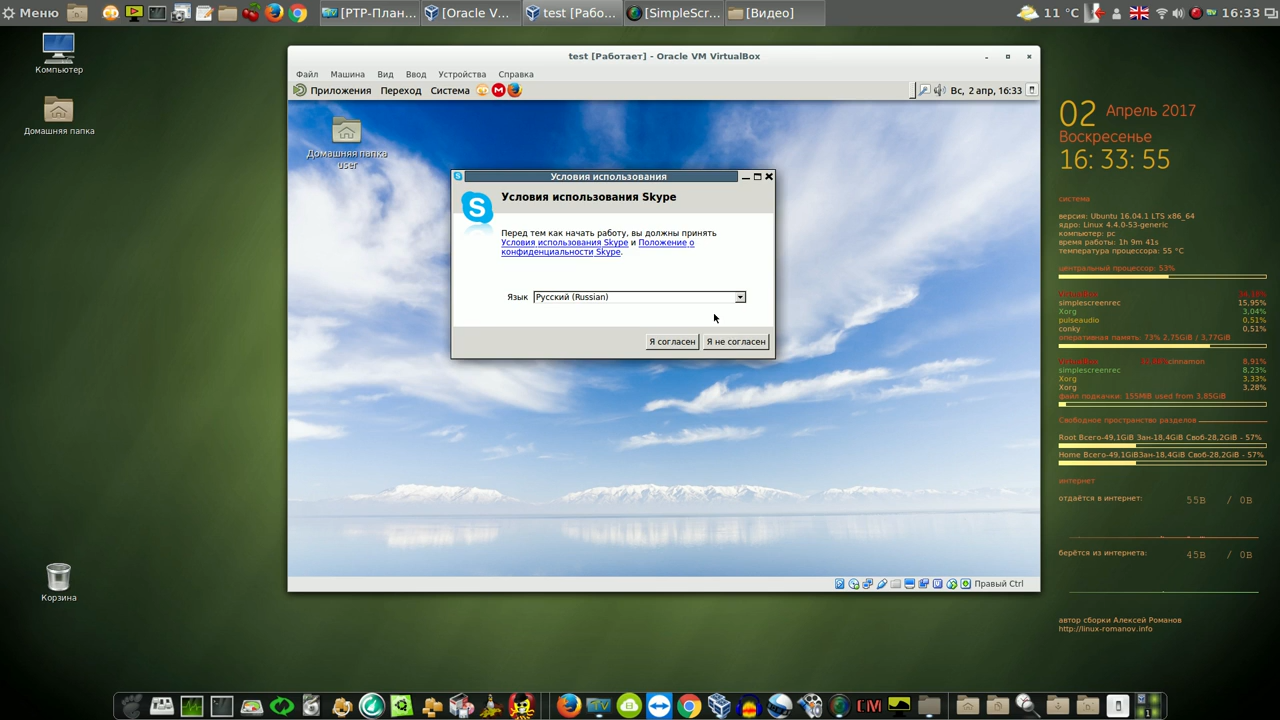 Меню
[PTP-План...
[Oracle V...
test [Рабо...
[SimpleScr...
[Видео]
11 °C
16:33
Компьютер
Домашняя папка
Корзина
test [Работает] - Oracle VM VirtualBox
Файл Машина Вид Ввод Устройства Справка
Приложения Переход Система
Вс, 2 апр, 16:33
Домашняя папка
user
Условия использования
Условия использования Skype
Перед тем как начать работу, вы должны принять
Условия использования Skype и Положение о
конфиденциальности Skype.
Язык Русский (Russian)
Я согласен Я не согласен
Правый Ctrl
02 Апрель 2017
Воскресенье
16: 33: 55
система
версия: Ubuntu 16.04.1 LTS x86_64
ядро: Linux 4.4.0-53-generic
компьютер: pc
время работы: 1h 9m 41s
температура процессора: 55 °C
центральный процессор: 53%
VirtualBox
simplescreenrec 15,95%
Xorg 3,04%
pulseaudio 0,51%
conky 0,51%
оперативная память: 73% 2.75GiB / 3,77GiB
VirtualBox cinnamon 8,91%
simplescreenrec 8,23%
Xorg 3,33%
Xorg 3,28%
файл подкачки: 155MiB used from 3,85GiB
Свободное пространство разделов
Root Всего-49,1GiB Зан-18,4GiB Своб-28,2GiB - 57%
Home Всего-49,1GiBЗан-18,4GiB Своб-28,2GiB - 57%
интернет
отдаётся в интернет: 55B / 0B
берётся из интернета: 45B / 0B
автор сборки Алексей Романов
http://linux-romanov.info